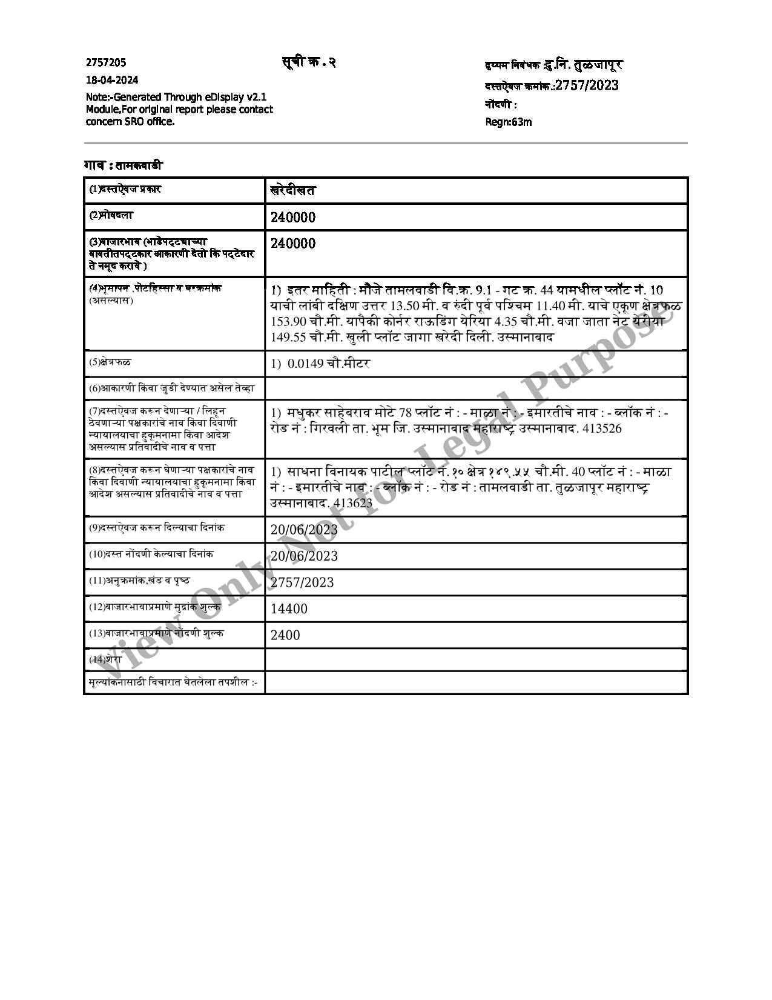 2757205
18-04-2024
Note:-Generated Through eDisplay v2.1
Module,For original report please contact
concern SRO office.
सूची क्र . २
दुय्यम निबंधक :दु.नि. तुळजापूर
दस्तऐवज क्रमांक.:2757/2023
नोंदणी :
Regn:63m
गाव : तामकवाडी
(1)दस्तऐवज प्रकार
खरेदीखत
(2)मोबदला
240000
(3)बाजारभाव (भाडेपट्ट्याच्या
बाबतीतपट्टकार आकारणी देतो कि पट्टेदार
ते नमूद करावे )
240000
(4)भूमापन ,पोटहिस्सा व घरक्रमांक
(असल्यास)
1) इतर माहिती : मौजे तामलवाडी वि.क्र. 9.1 - गट क्र. 44 यामधील प्लॉट नं. 10
याची लांबी दक्षिण उत्तर 13.50 मी. व रुंदी पूर्व पश्चिम 11.40 मी. याचे एकूण क्षेत्रफळ
153.90 चौ.मी. यापैकी कोर्नर राऊडिंग येरिया 4.35 चौ.मी. वजा जाता नेट येरीया
149.55 चौ.मी. खुली प्लॉट जागा खरेदी दिली. उस्मानाबाद
(5)क्षेत्रफळ
1) 0.0149 चौ.मीटर
(6)आकारणी किंवा जुडी देण्यात असेल तेव्हा
(7)दस्तऐवज करून देणाऱ्या / लिहून
ठेवणाऱ्या पक्षकारांचे नाव किंवा दिवाणी
न्यायालयाचा हुकूमनामा किंवा आदेश
असल्यास प्रतिवादीचे नाव व पत्ता
1) मधुकर साहेबराव मोटे 78 प्लॉट नं : - माळा नं : - इमारतीचे नाव : - ब्लॉक नं : -
रोड नं : गिरवली ता. भूम जि. उस्मानाबाद महाराष्ट्र उस्मानाबाद. 413526
(8)दस्तऐवज करून घेणाऱ्या पक्षकारांचे नाव
किंवा दिवाणी न्यायालयाचा हुकूमनामा किंवा
आदेश असल्यास प्रतिवादीचे नाव व पत्ता
1) साधना विनायक पाटील प्लॉट नं.१० क्षेत्र १४९.५५ चौ.मी. 40 प्लॉट नं : - माळा
नं : - इमारतीचे नाव : - ब्लॉक नं : - रोड नं : तामलवाडी ता. तुळजापूर महाराष्ट्र
उस्मानाबाद. 413623
(9)दस्तऐवज करून दिल्याचा दिनांक
20/06/2023
(10)दस्त नोंदणी केल्याचा दिनांक
20/06/2023
(11)अनुक्रमांक,खंड व पृष्ठ
2757/2023
(12)बाजारभावाप्रमाणे मुद्रांक शुल्क
14400
(13)बाजारभावाप्रमाणे नोंदणी शुल्क
2400
(14)शेरा
मूल्यांकनासाठी विचारात घेतलेला तपशील :-
View Only Not for Legal Purpose